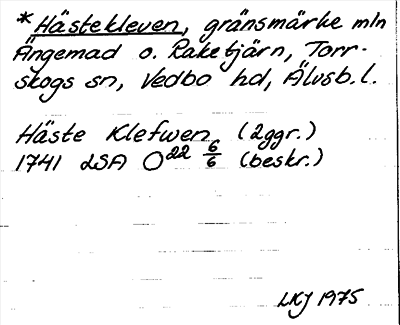 *Hästekleven, gränsmärke mln
Ängemad o. Raketjärn, Torr-
skogs sn, Vedbo hd, Älvsb.l.
Häste Klefwen (2ggr.)
1741 LSA O22 6/6 (beskr.)
LKJ 1975